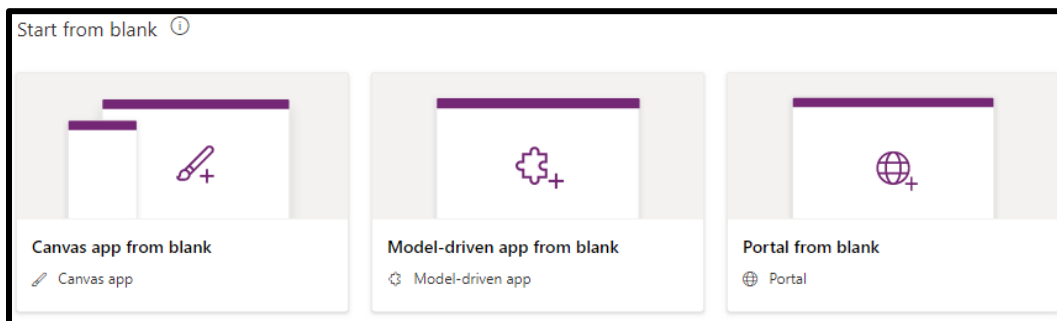 Start from blank
Canvas app from blank
Canvas app
Model-driven app from blank
Model-driven app
Portal from blank
Portal